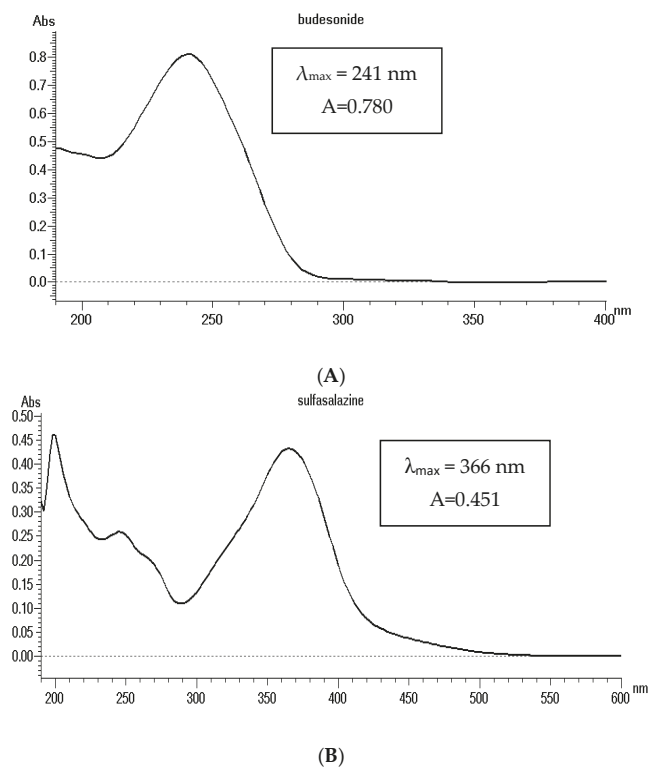 budesonide
Abs
λmax = 241 nm
A=0.780
0.8
0.7
0.6
0.5
0.4
0.3
0.2
0.1
0.0
200 250 300 350 400 nm
(A)
sulfasalazine
Abs
λmax = 366 nm
A=0.451
0.50
0.45
0.40
0.35
0.30
0.25
0.20
0.15
0.10
0.05
0.00
200 250 300 350 400 450 500 550 600 nm
(B)